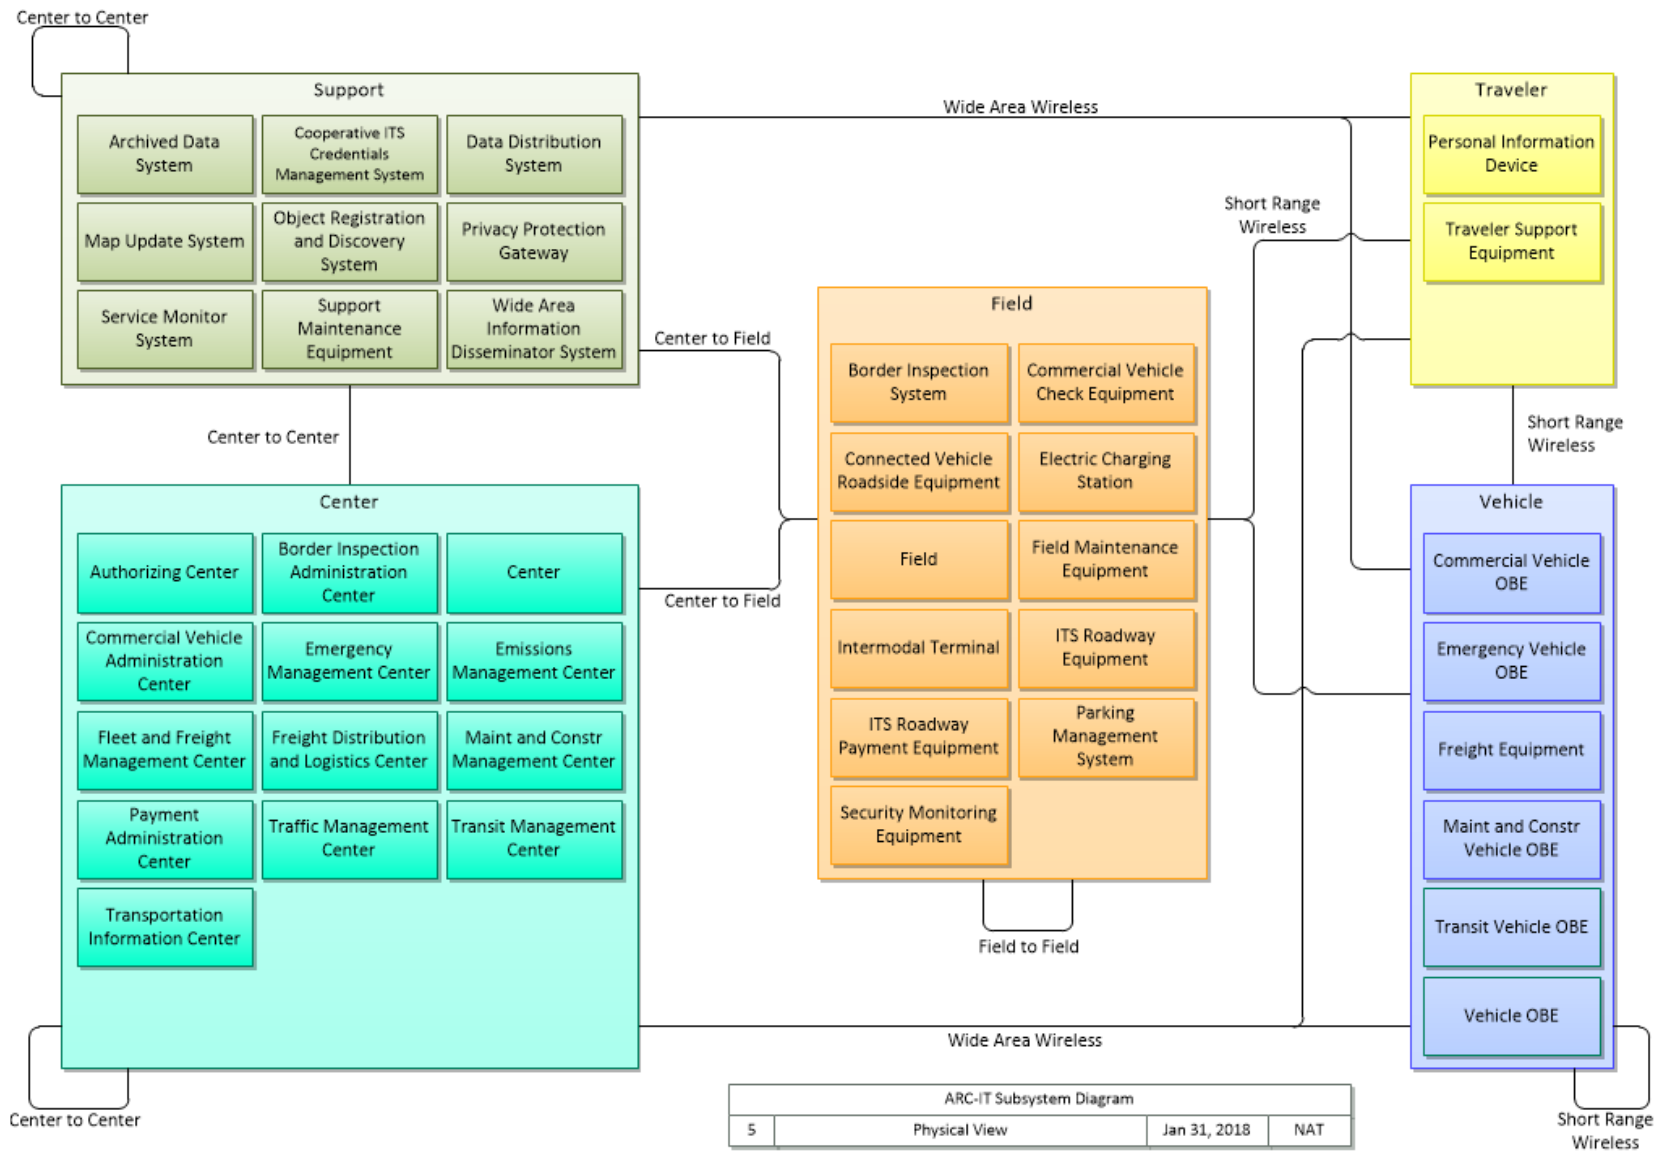 Center to Center
Support
Archived Data
System
Cooperative ITS
Credentials
Management System
Data Distribution
System
Map Update System
Object Registration
and Discovery
System
Privacy Protection
Gateway
Service Monitor
System
Support
Maintenance
Equipment
Wide Area
Information
Disseminator System
Wide Area Wireless
Traveler
Personal Information
Device
Traveler Support
Equipment
Short Range
Wireless
Center to Field
Center to Center
Short Range
Wireless
Field
Border Inspection
System
Commercial Vehicle
Check Equipment
Connected Vehicle
Roadside Equipment
Electric Charging
Station
Field
Field Maintenance
Equipment
Intermodal Terminal
ITS Roadway
Equipment
ITS Roadway
Payment Equipment
Parking
Management
System
Security Monitoring
Equipment
Field to Field
Center
Authorizing Center
Border Inspection
Administration
Center
Center
Commercial Vehicle
Administration
Center
Emergency
Management Center
Emissions
Management Center
Fleet and Freight
Management Center
Freight Distribution
and Logistics Center
Maint and Constr
Management Center
Payment
Administration
Center
Traffic Management
Center
Transit Management
Center
Transportation
Information Center
Center to Field
Vehicle
Commercial Vehicle
OBE
Emergency Vehicle
OBE
Freight Equipment
Maint and Constr
Vehicle OBE
Transit Vehicle OBE
Vehicle OBE
Wide Area Wireless
Center to Center
Short Range
Wireless
ARC-IT Subsystem Diagram
5 Physical View Jan 31, 2018 NAT